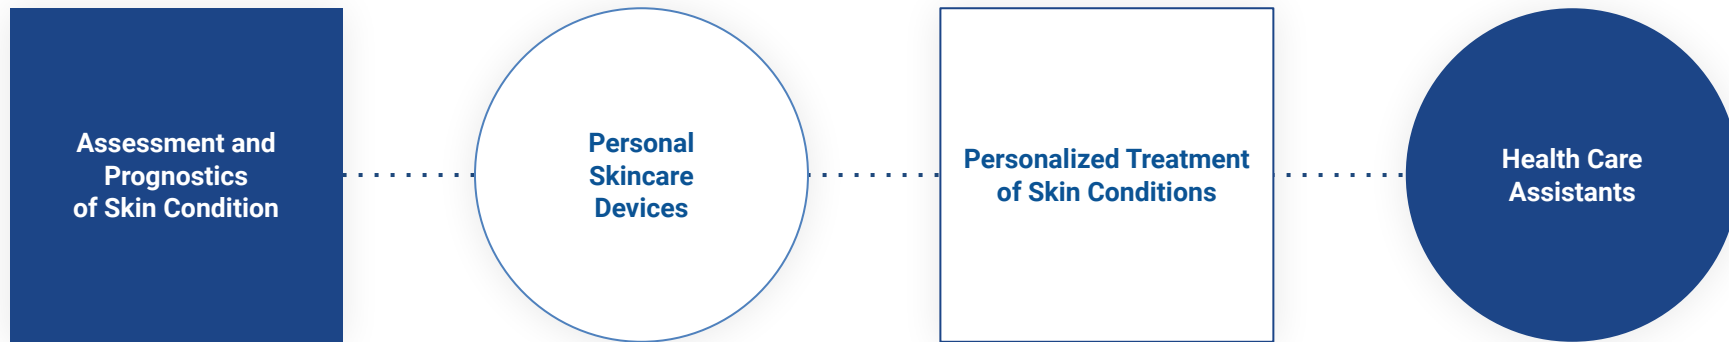 Assessment and
Prognostics
of Skin Condition
Personal
Skincare
Devices
Personalized Treatment
of Skin Conditions
Health Care
Assistants